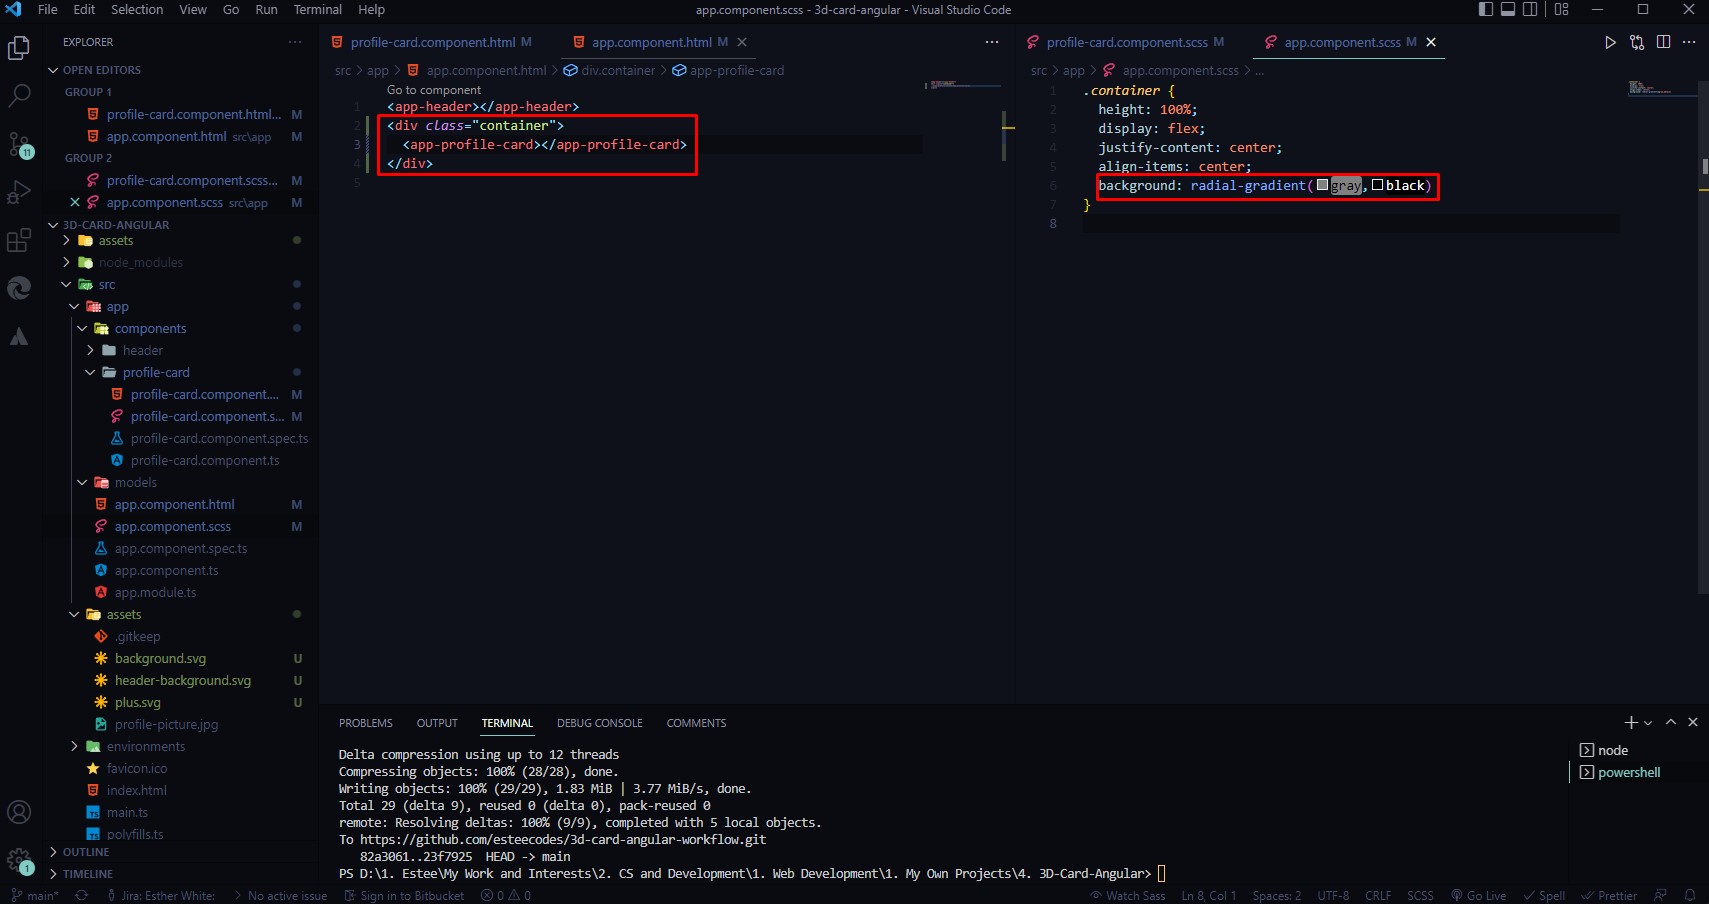 File Edit Selection View Go Run Terminal Help
app.component.scss - 3d-card-angular - Visual Studio Code
EXPLORER
OPEN EDITORS
GROUP 1
profile-card.component.html... M
app.component.html src\app M
GROUP 2
profile-card.component.scss... M
app.component.scss src\app M
3D-CARD-ANGULAR
assets
node_modules
src
app
components
header
profile-card
profile-card.component.... M
profile-card.component.s... M
profile-card.component.spec.ts
profile-card.component.ts
models
app.component.html M
app.component.scss M
app.component.spec.ts
app.component.ts
app.module.ts
assets
.gitkeep
background.svg U
header-background.svg U
plus.svg U
profile-picture.jpg
environments
favicon.ico
index.html
main.ts
polyfills.ts
OUTLINE
TIMELINE
11
1
profile-card.component.html M
app.component.html M
src > app > app.component.html > div.container > app-profile-card
Go to component
1 <app-header></app-header>
2 <div class="container">
3 <app-profile-card></app-profile-card>
4 </div>
5
profile-card.component.scss M
app.component.scss M
src > app > app.component.scss > ...
1 .container {
2 height: 100%;
3 display: flex;
4 justify-content: center;
5 align-items: center;
6 background: radial-gradient(gray,black)
7 }
8
PROBLEMS OUTPUT TERMINAL DEBUG CONSOLE COMMENTS
Delta compression using up to 12 threads
Compressing objects: 100% (28/28), done.
Writing objects: 100% (29/29), 1.83 MiB | 3.77 MiB/s, done.
Total 29 (delta 9), reused 0 (delta 0), pack-reused 0
remote: Resolving deltas: 100% (9/9), completed with 5 local objects.
To https://github.com/esteecodes/3d-card-angular-workflow.git
82a3061..23f7925 HEAD -> main
PS D:\1. Estee\My Work and Interests\2. CS and Development\1. Web Development\1. My Own Projects\4. 3D-Card-Angular>
node
powershell
main* Jira: Esther White: No active issue Sign in to Bitbucket 0 0
Watch Sass Ln 8, Col 1 Spaces: 2 UTF-8 CRLF SCSS Go Live Spell Prettier